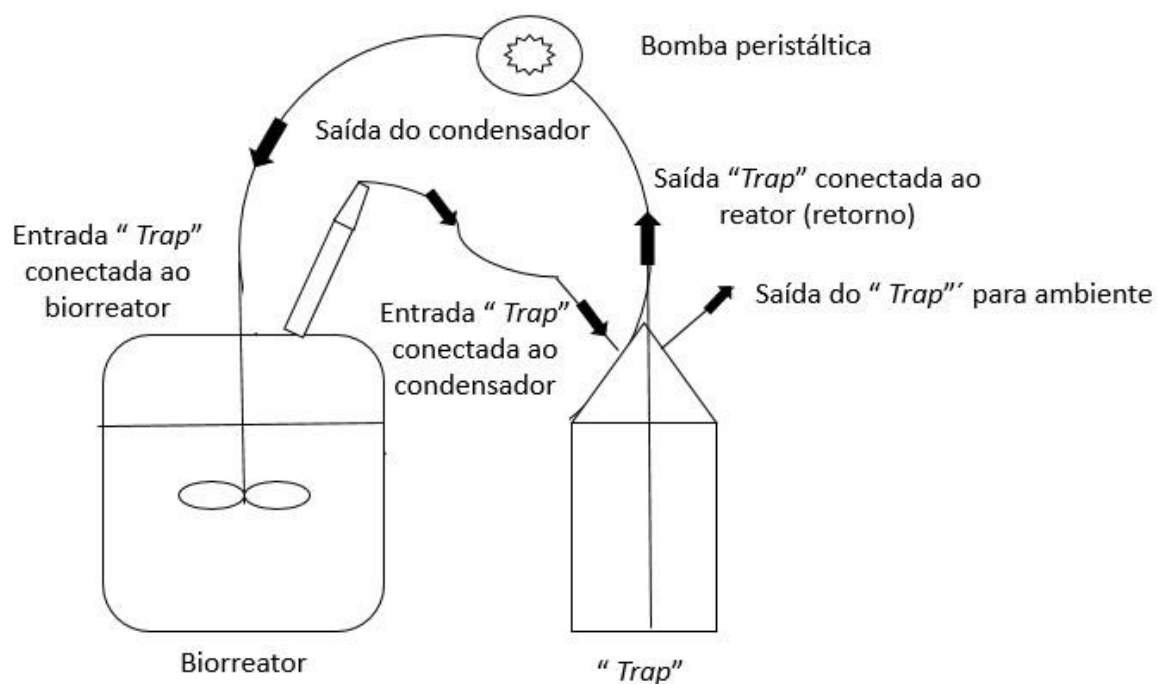 Bomba peristáltica
Saída do condensador
Saída “Trap” conectada ao
reator (retorno)
Entrada “ Trap”
conectada ao
biorreator
Saída do “ Trap”´ para ambiente
Entrada “Trap”
conectada ao
condensador
Biorreator
“ Trap”